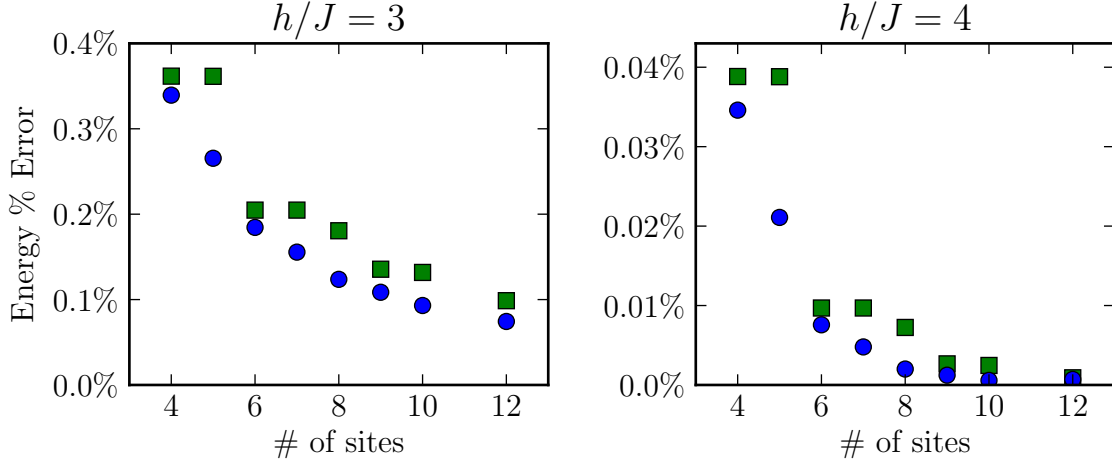 h/J = 3
0.4%
0.3%
0.2%
0.1%
0.0%
Energy % Error
4 6 8 10 12
# of sites
h/J = 4
0.04%
0.03%
0.02%
0.01%
0.0%
4 6 8 10 12
# of sites